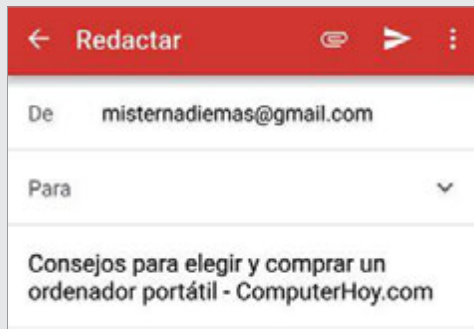 Redactar
De misternadiemas@gmail.com
Para
Consejos para elegir y comprar un
ordenador portátil - ComputerHoy.com